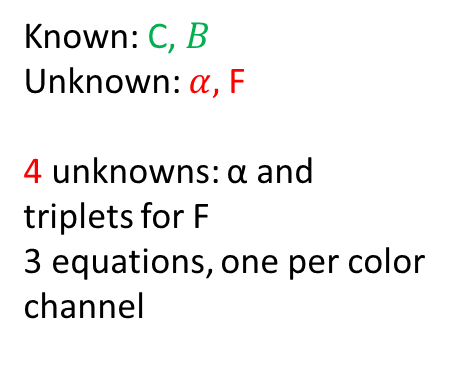 Known: C, B
Unknown: α, F
4 unknowns: α and
triplets for F
3 equations, one per color
channel